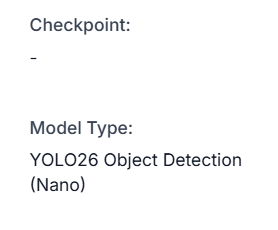 Checkpoint:
-
Model Type:
YOLO26 Object Detection
(Nano)